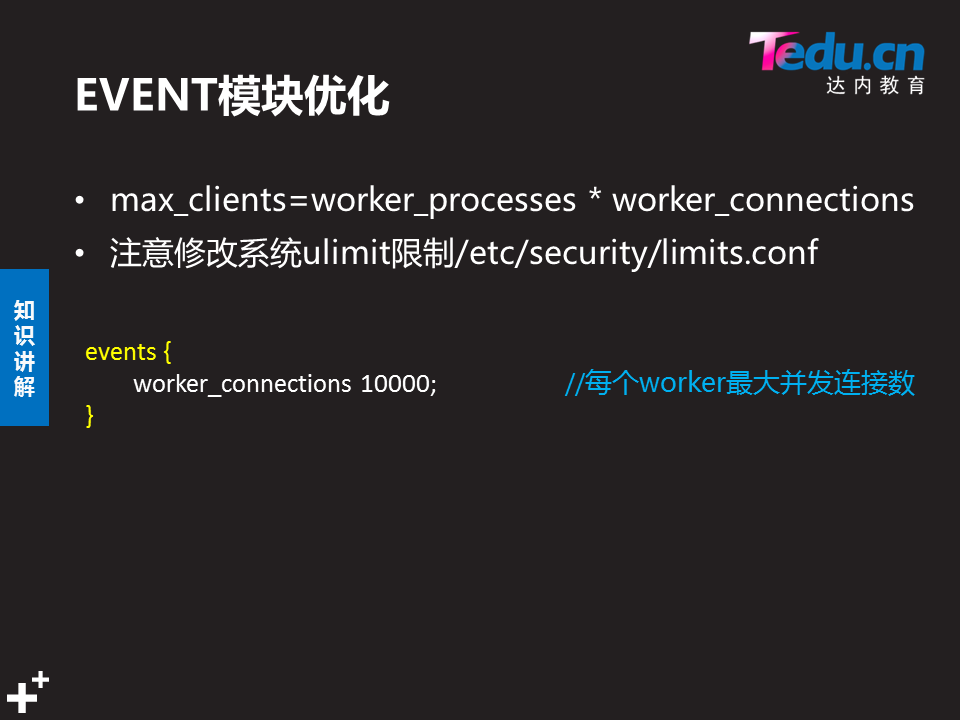 Tedu.cn
达内教育
EVENT模块优化
• max_clients=worker_processes * worker_connections
• 注意修改系统ulimit限制/etc/security/limits.conf
知识讲解
events {
worker_connections 10000; //每个worker最大并发连接数
}